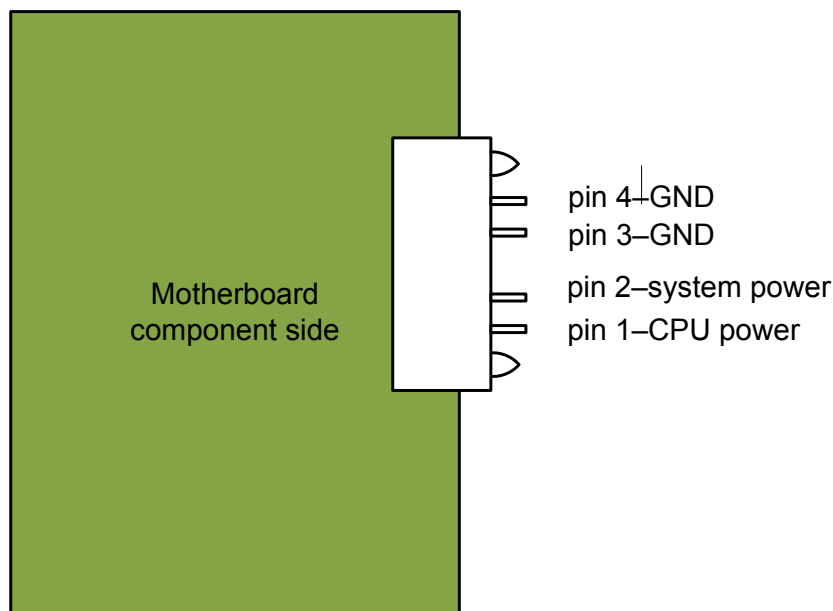 pin 4–GND
pin 3–GND
pin 2–system power
pin 1–CPU power
Motherboard
component side